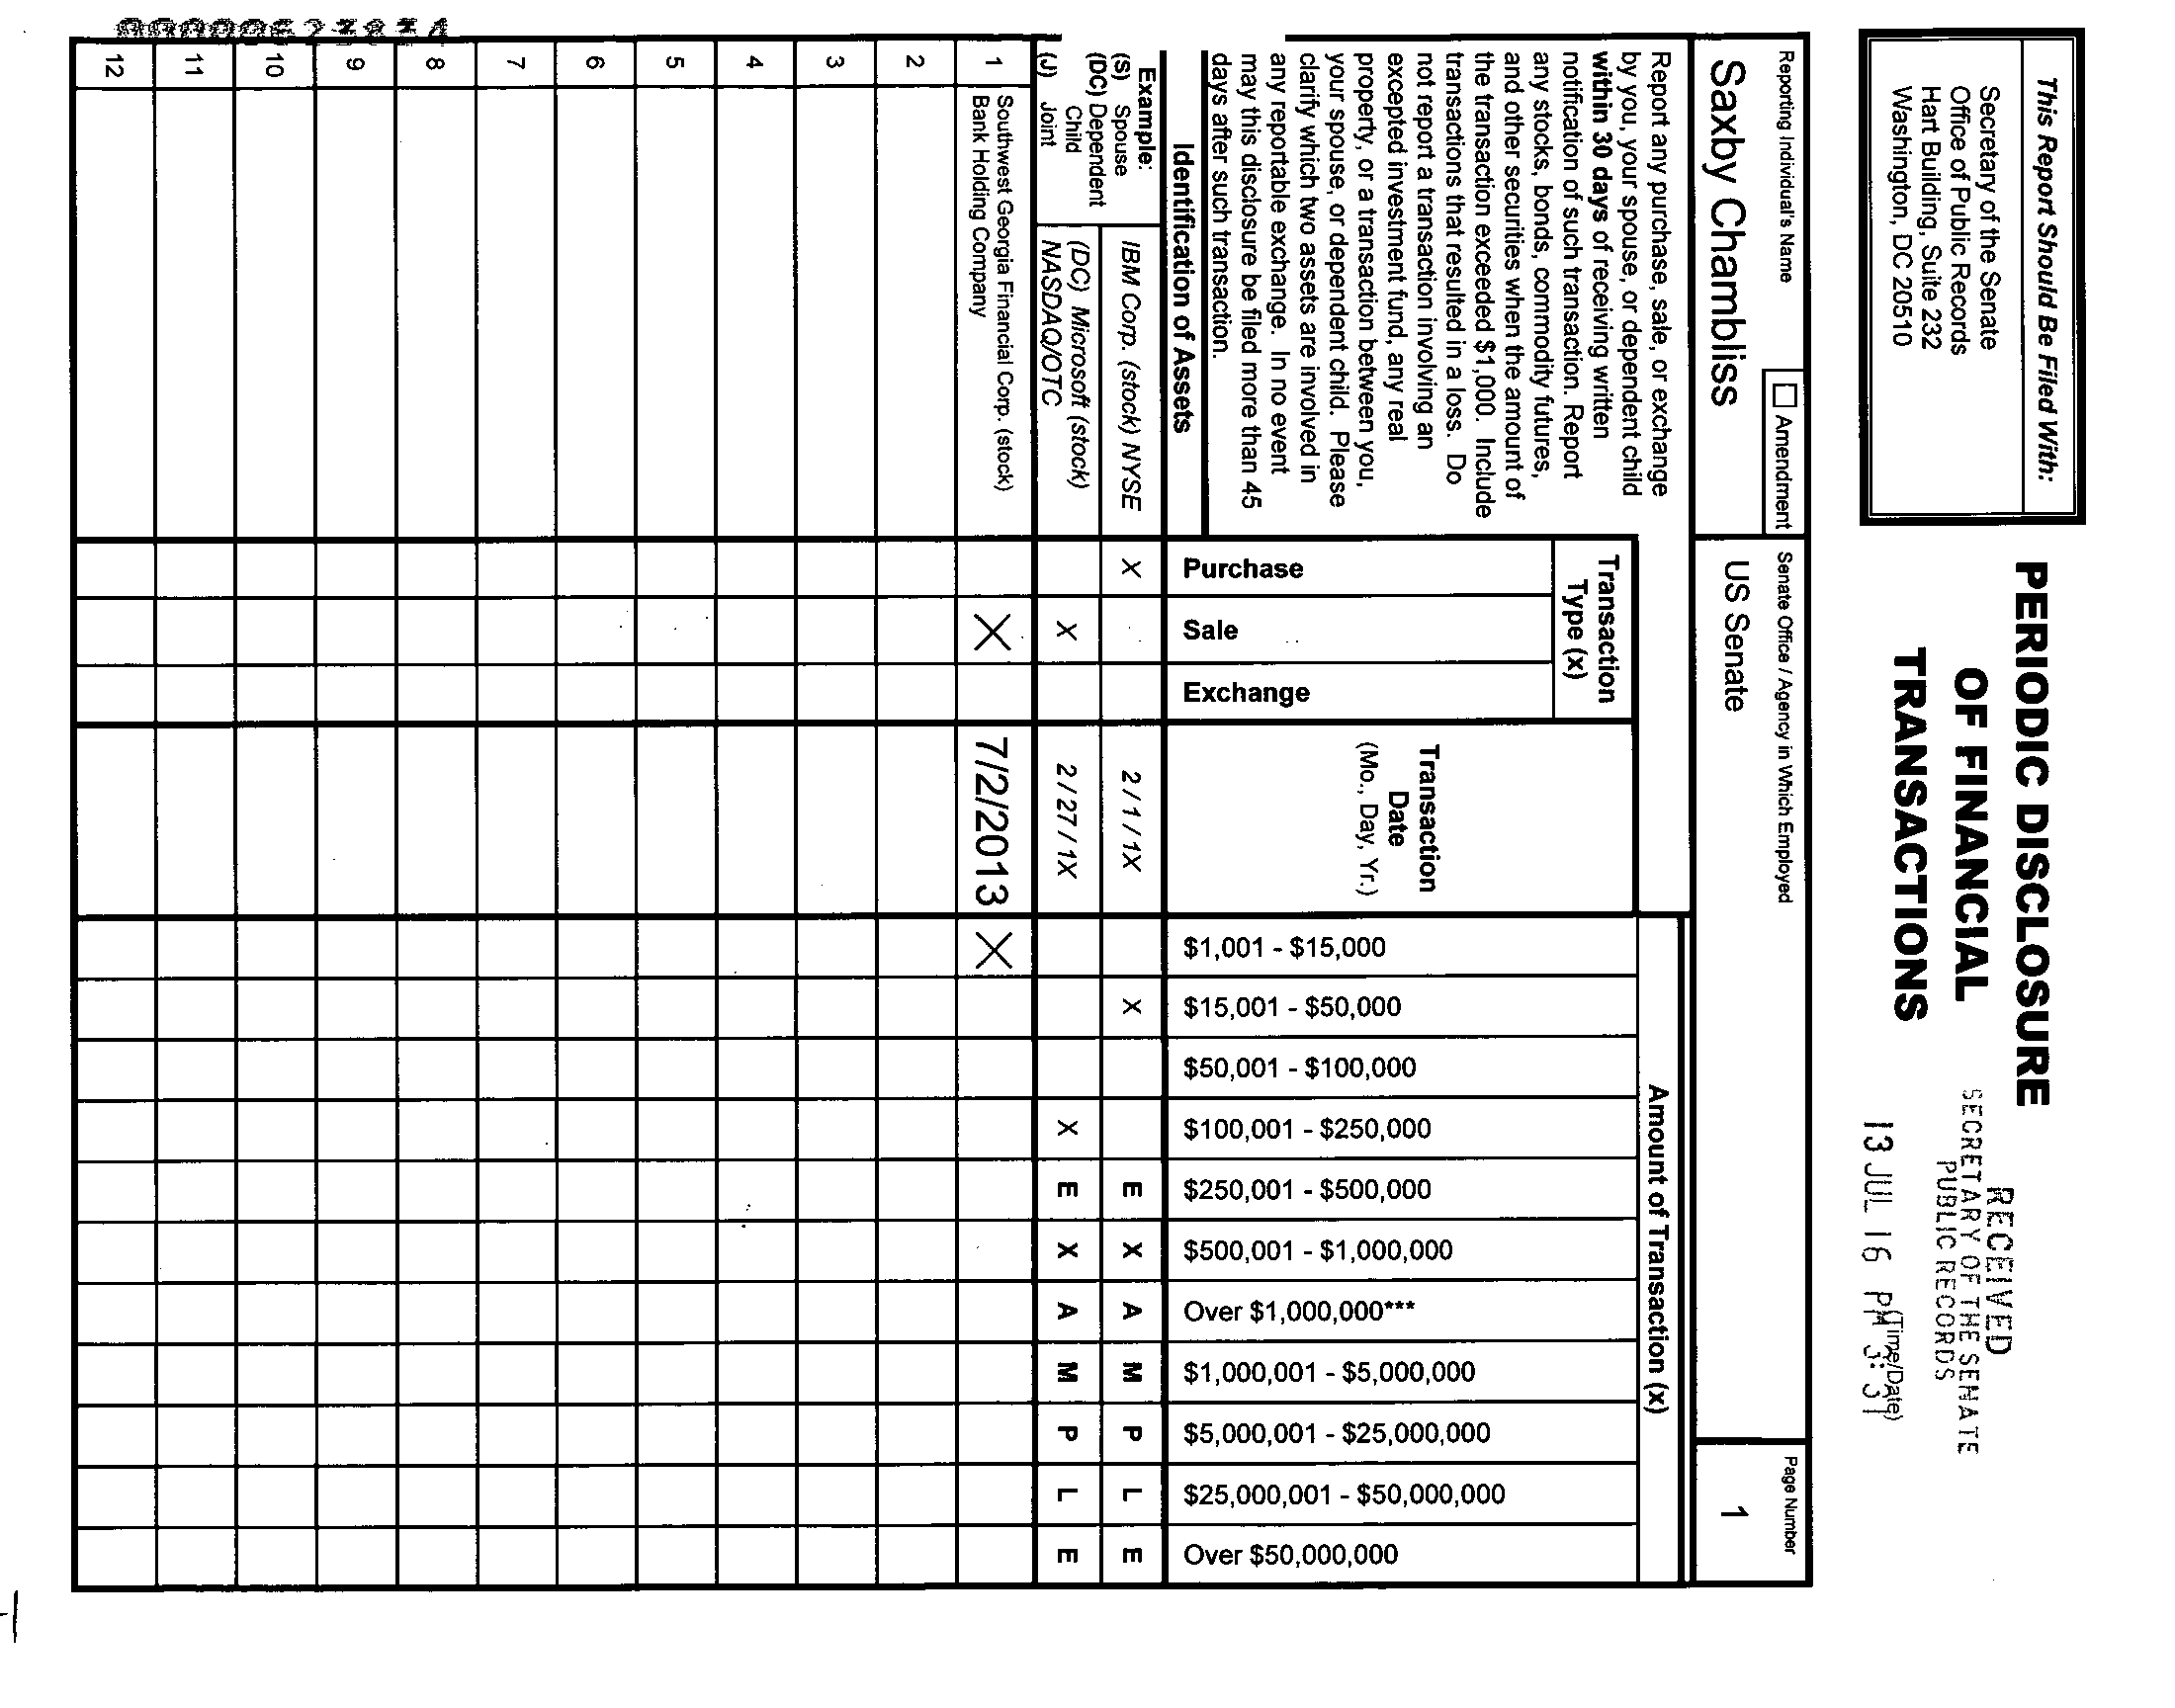 This Report Should Be Filed With:
Secretary of the Senate
Office of Public Records
Hart Building, Suite 232
Washington, DC 20510
PERIODIC DISCLOSURE
OF FINANCIAL
TRANSACTIONS
RECEIVED
SECRETARY OF THE SENATE
PUBLIC RECORDS
(Time/Date)
13 JUL 16 PM 3:31
Reporting Individual's Name
☐ Amendment
Saxby Chambliss
Senate Office / Agency in Which Employed
US Senate
Page Number
1
Report any purchase, sale, or exchange
by you, your spouse, or dependent child
within 30 days of receiving written
notification of such transaction. Report
any stocks, bonds, commodity futures,
and other securities when the amount of
the transaction exceeded $1,000. Include
transactions that resulted in a loss. Do
not report a transaction involving an
excepted investment fund, any real
property, or a transaction between you,
your spouse, or dependent child. Please
clarify which two assets are involved in
any reportable exchange. In no event
may this disclosure be filed more than 45
days after such transaction.
Identification of Assets
Transaction
Type (x)
Purchase
Sale
Exchange
Transaction
Date
(Mo., Day, Yr.)
Amount of Transaction (x)
$1,001 - $15,000
$15,001 - $50,000
$50,001 - $100,000
$100,001 - $250,000
$250,001 - $500,000
$500,001 - $1,000,000
Over $1,000,000***
$1,000,001 - $5,000,000
$5,000,001 - $25,000,000
$25,000,001 - $50,000,000
Over $50,000,000
Example:
(S) Spouse
(DC) Dependent
Child
(J) Joint
IBM Corp. (stock) NYSE X 2 / 1 / 1X X E X A M P L E
(DC) Microsoft (stock)
NASDAQ/OTC X 2 / 27 / 1X X E X A M P L E
1 Southwest Georgia Financial Corp. (stock)
Bank Holding Company X 7/2/2013 X
2
3
4
5
6
7
8
9
10
11
12